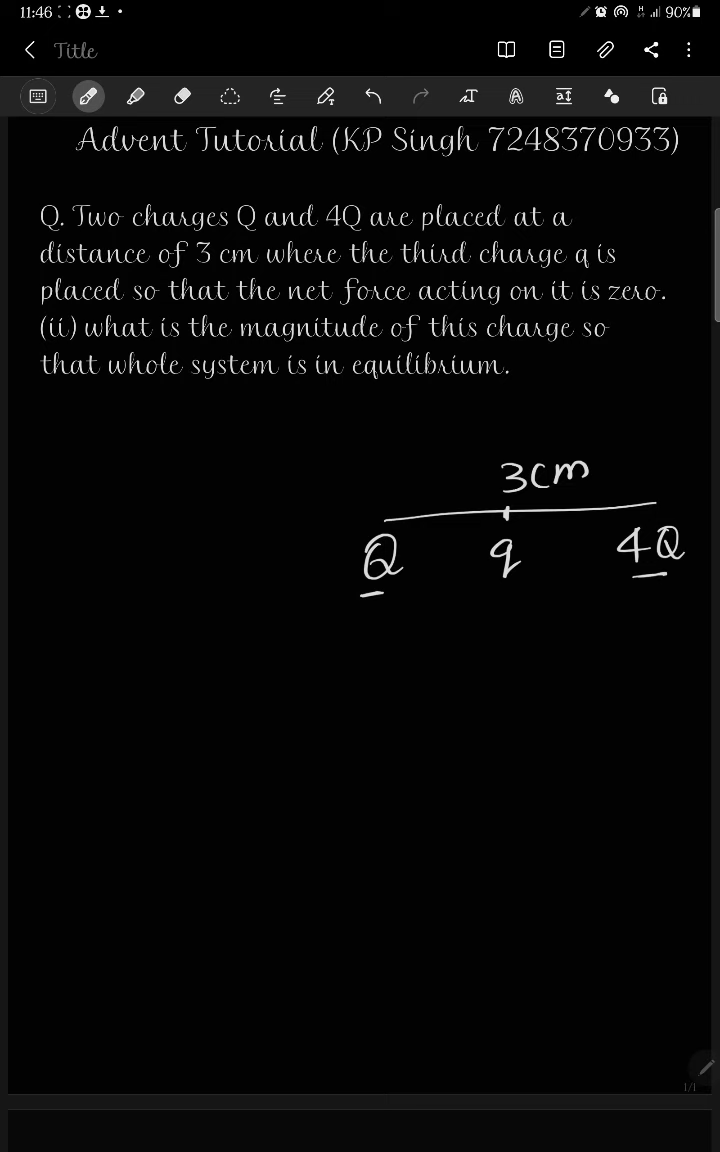 11:46
90%
Title
Advent Tutorial (KP Singh 7248370933)
Q. Two charges Q and 4Q are placed at a
distance of 3 cm where the third charge q is
placed so that the net force acting on it is zero.
(ii) what is the magnitude of this charge so
that whole system is in equilibrium.
3cm
Q q 4Q
1/1